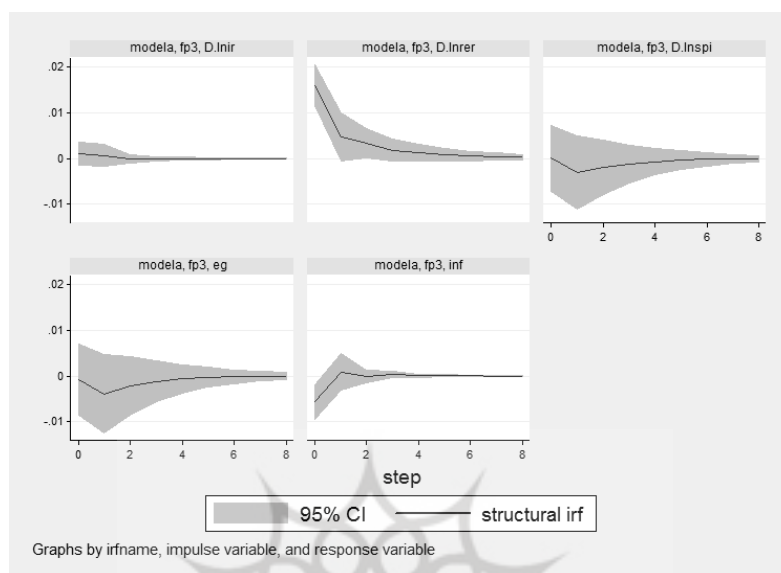 modela, fp3, D.lnir
modela, fp3, D.lnrer
modela, fp3, D.lnspi
.02
.01
0
-.01
0 2 4 6 8
modela, fp3, eg
modela, fp3, inf
.02
.01
0
-.01
0 2 4 6 8
0 2 4 6 8
step
95% CI
structural irf
Graphs by irfname, impulse variable, and response variable